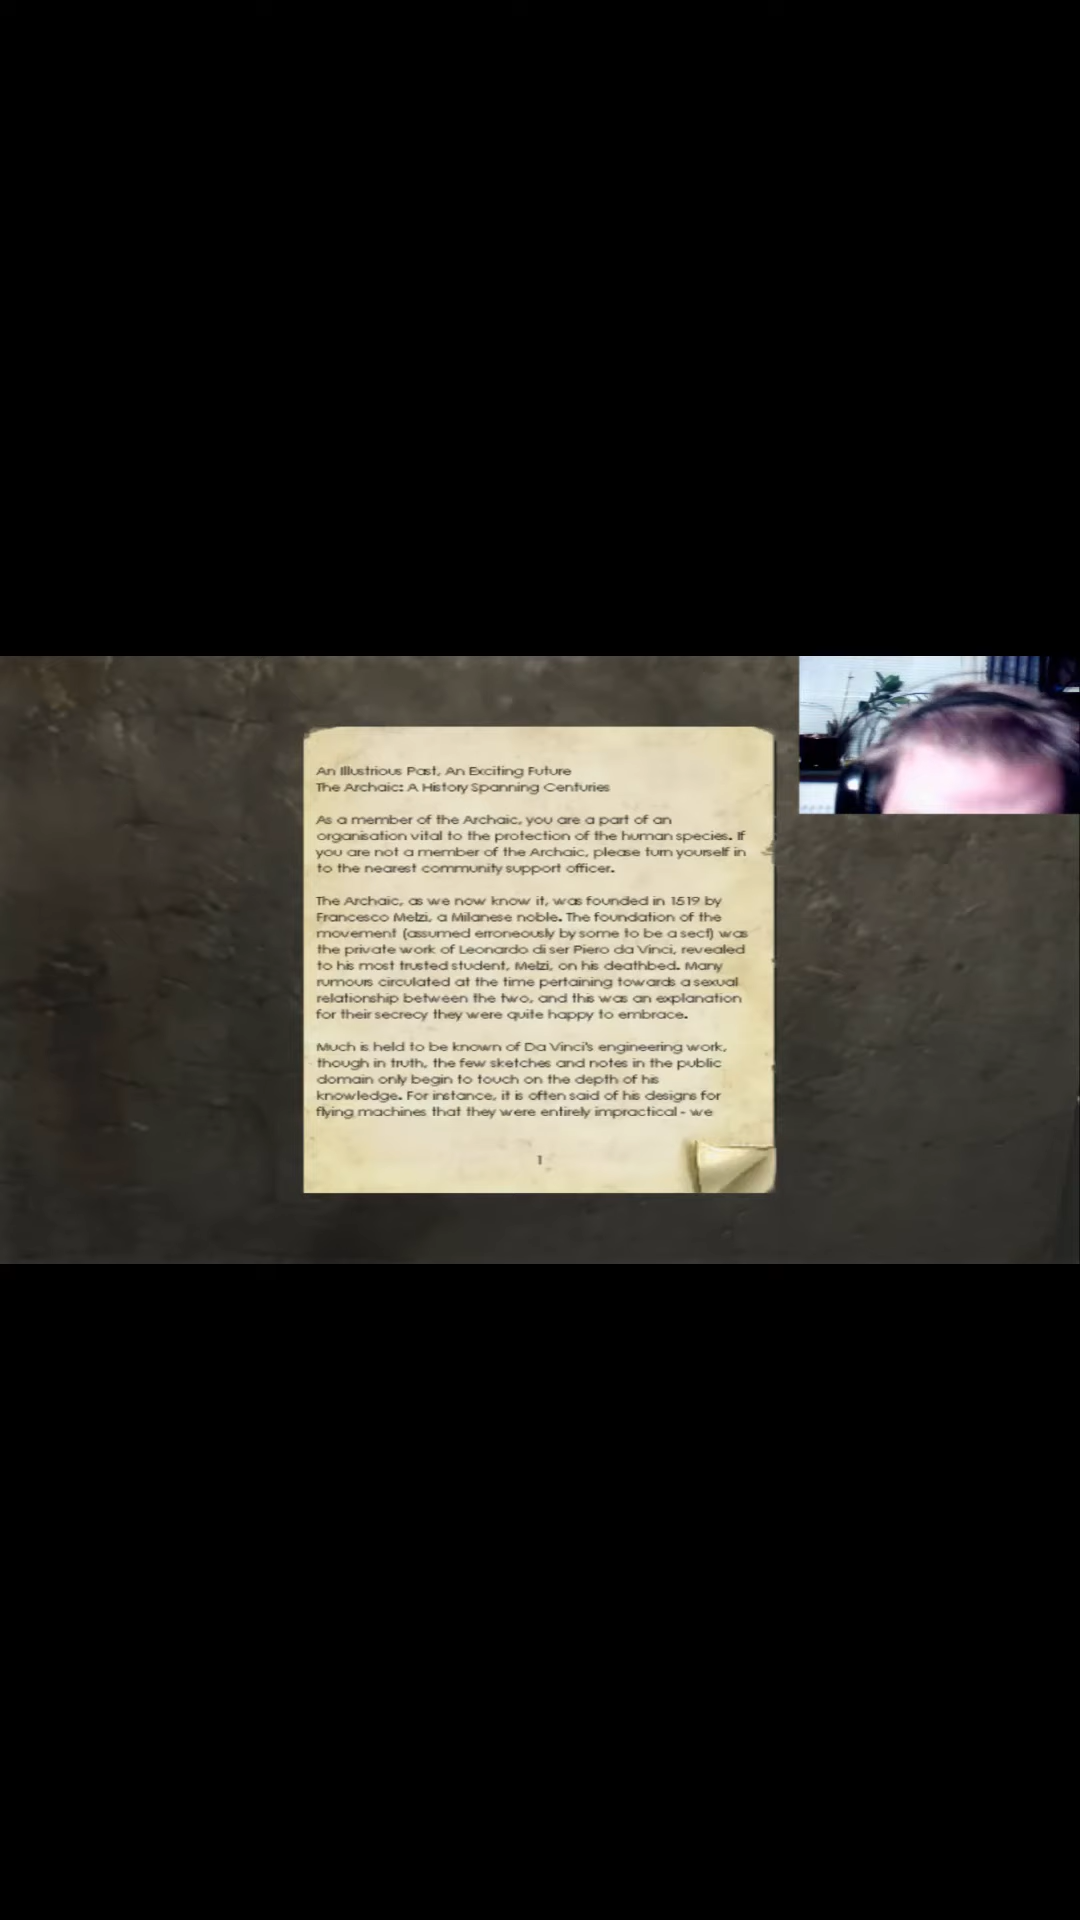 An Illustrious Past, An Exciting Future
The Archaic: A History Spanning Centuries
As a member of the Archaic, you are a part of an
organisation vital to the protection of the human species. If
you are not a member of the Archaic, please turn yourself in
to the nearest community support officer.
The Archaic, as we now know it, was founded in 1519 by
Francesco Melzi, a Milanese noble. The foundation of the
movement (assumed erroneously by some to be a sect) was
the private work of Leonardo di ser Piero da Vinci, revealed
to his most trusted student, Melzi, on his deathbed. Many
rumours circulated at the time pertaining towards a sexual
relationship between the two, and this was an explanation
for their secrecy they were quite happy to embrace.
Much is held to be known of Da Vinci's engineering work,
though in truth, the few sketches and notes in the public
domain only begin to touch on the depth of his
knowledge. For instance, it is often said of his designs for
flying machines that they were entirely impractical - we
1